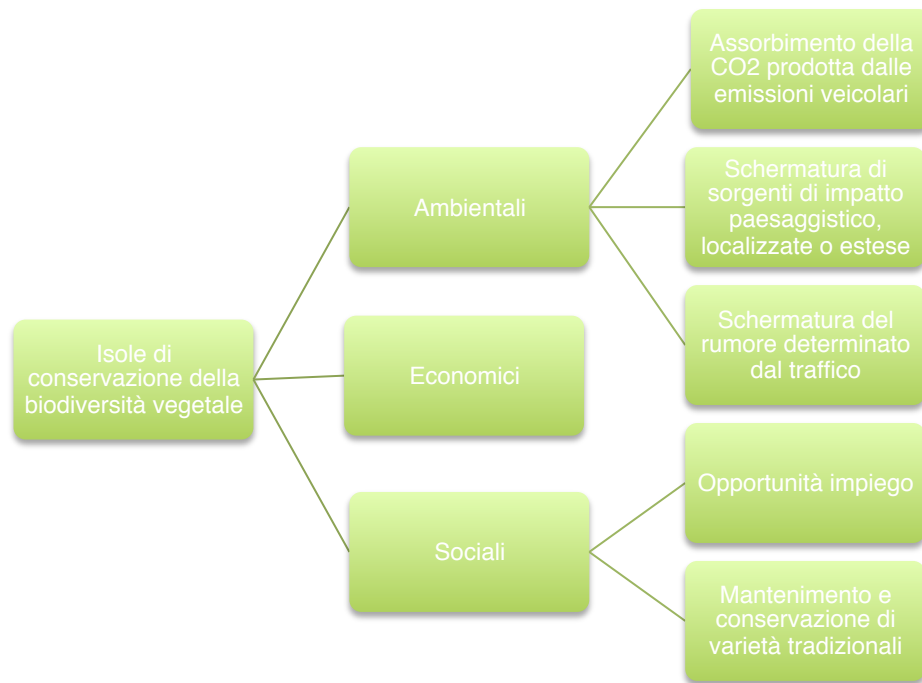 Isole di
conservazione della
biodiversità vegetale
Ambientali
Assorbimento della
CO2 prodotta dalle
emissioni veicolari
Schermatura di
sorgenti di impatto
paesaggistico,
localizzate o estese
Schermatura del
rumore determinato
dal traffico
Economici
Sociali
Opportunità impiego
Mantenimento e
conservazione di
varietà tradizionali